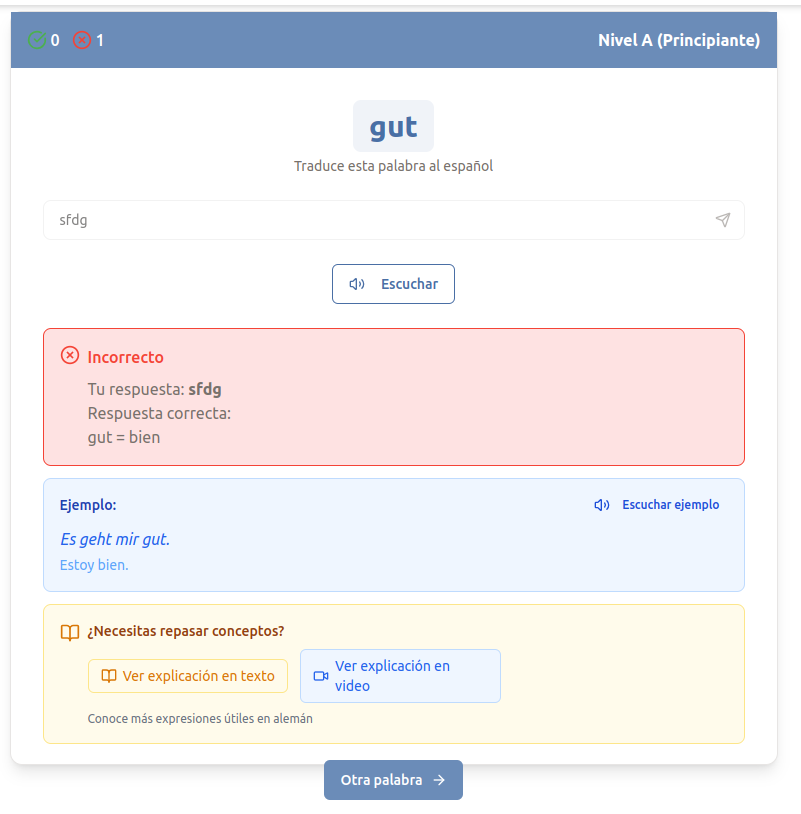 0 1 Nivel A (Principiante)
gut
Traduce esta palabra al español
sfdg
Escuchar
Incorrecto
Tu respuesta: sfdg
Respuesta correcta:
gut = bien
Ejemplo:
Escuchar ejemplo
Es geht mir gut.
Estoy bien.
¿Necesitas repasar conceptos?
Ver explicación en texto
Ver explicación en
video
Conoce más expresiones útiles en alemán
Otra palabra